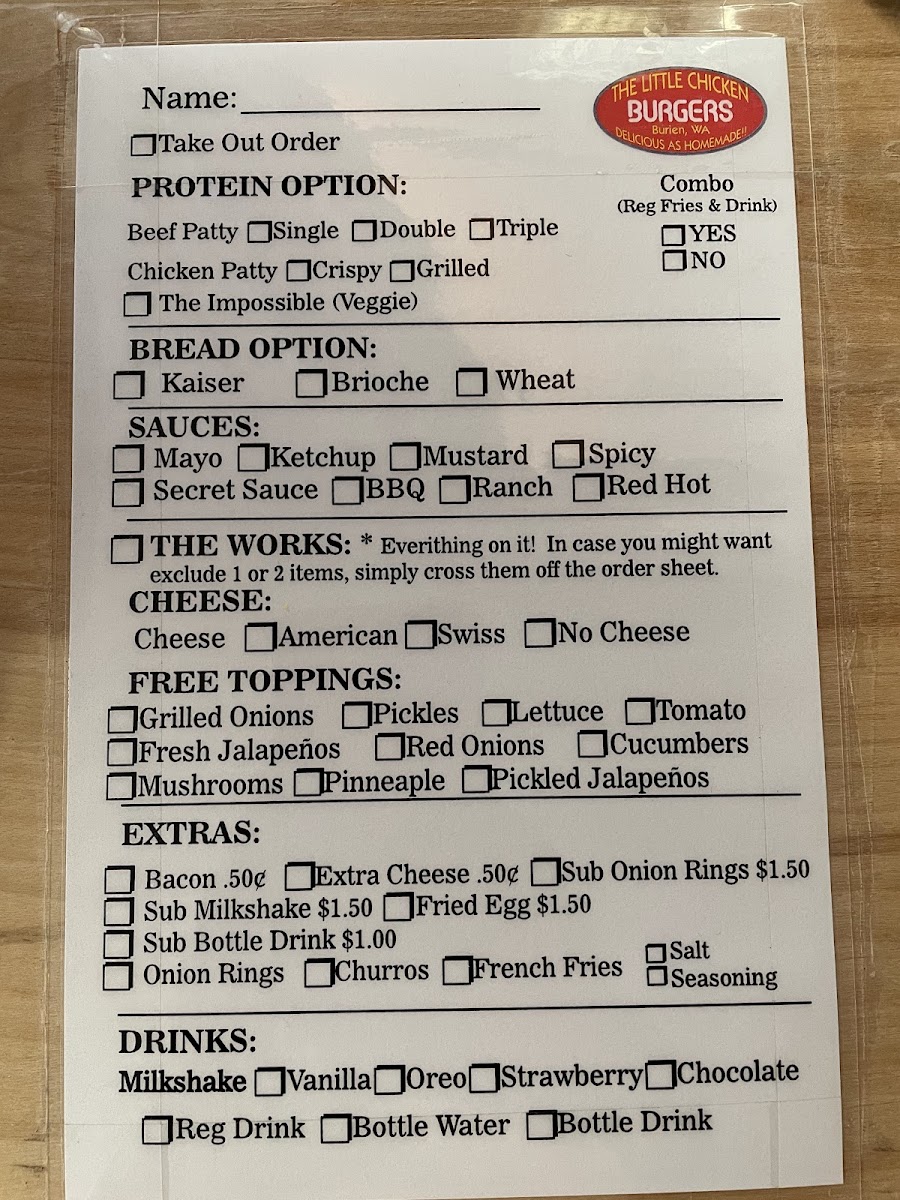 THE LITTLE CHICKEN
BURGERS
Burien, WA
DELICIOUS AS HOMEMADE!!
Name:
Take Out Order
PROTEIN OPTION:
Combo
(Reg Fries & Drink)
YES
NO
Beef Patty Single Double Triple
Chicken Patty Crispy Grilled
The Impossible (Veggie)
BREAD OPTION:
Kaiser Brioche Wheat
SAUCES:
Mayo Ketchup Mustard Spicy
Secret Sauce BBQ Ranch Red Hot
THE WORKS: * Everithing on it! In case you might want
exclude 1 or 2 items, simply cross them off the order sheet.
CHEESE:
Cheese American Swiss No Cheese
FREE TOPPINGS:
Grilled Onions Pickles Lettuce Tomato
Fresh Jalapeños Red Onions Cucumbers
Mushrooms Pinneaple Pickled Jalapeños
EXTRAS:
Bacon .50¢ Extra Cheese .50¢ Sub Onion Rings $1.50
Sub Milkshake $1.50 Fried Egg $1.50
Sub Bottle Drink $1.00
Onion Rings Churros French Fries
Salt
Seasoning
DRINKS:
Milkshake Vanilla Oreo Strawberry Chocolate
Reg Drink Bottle Water Bottle Drink